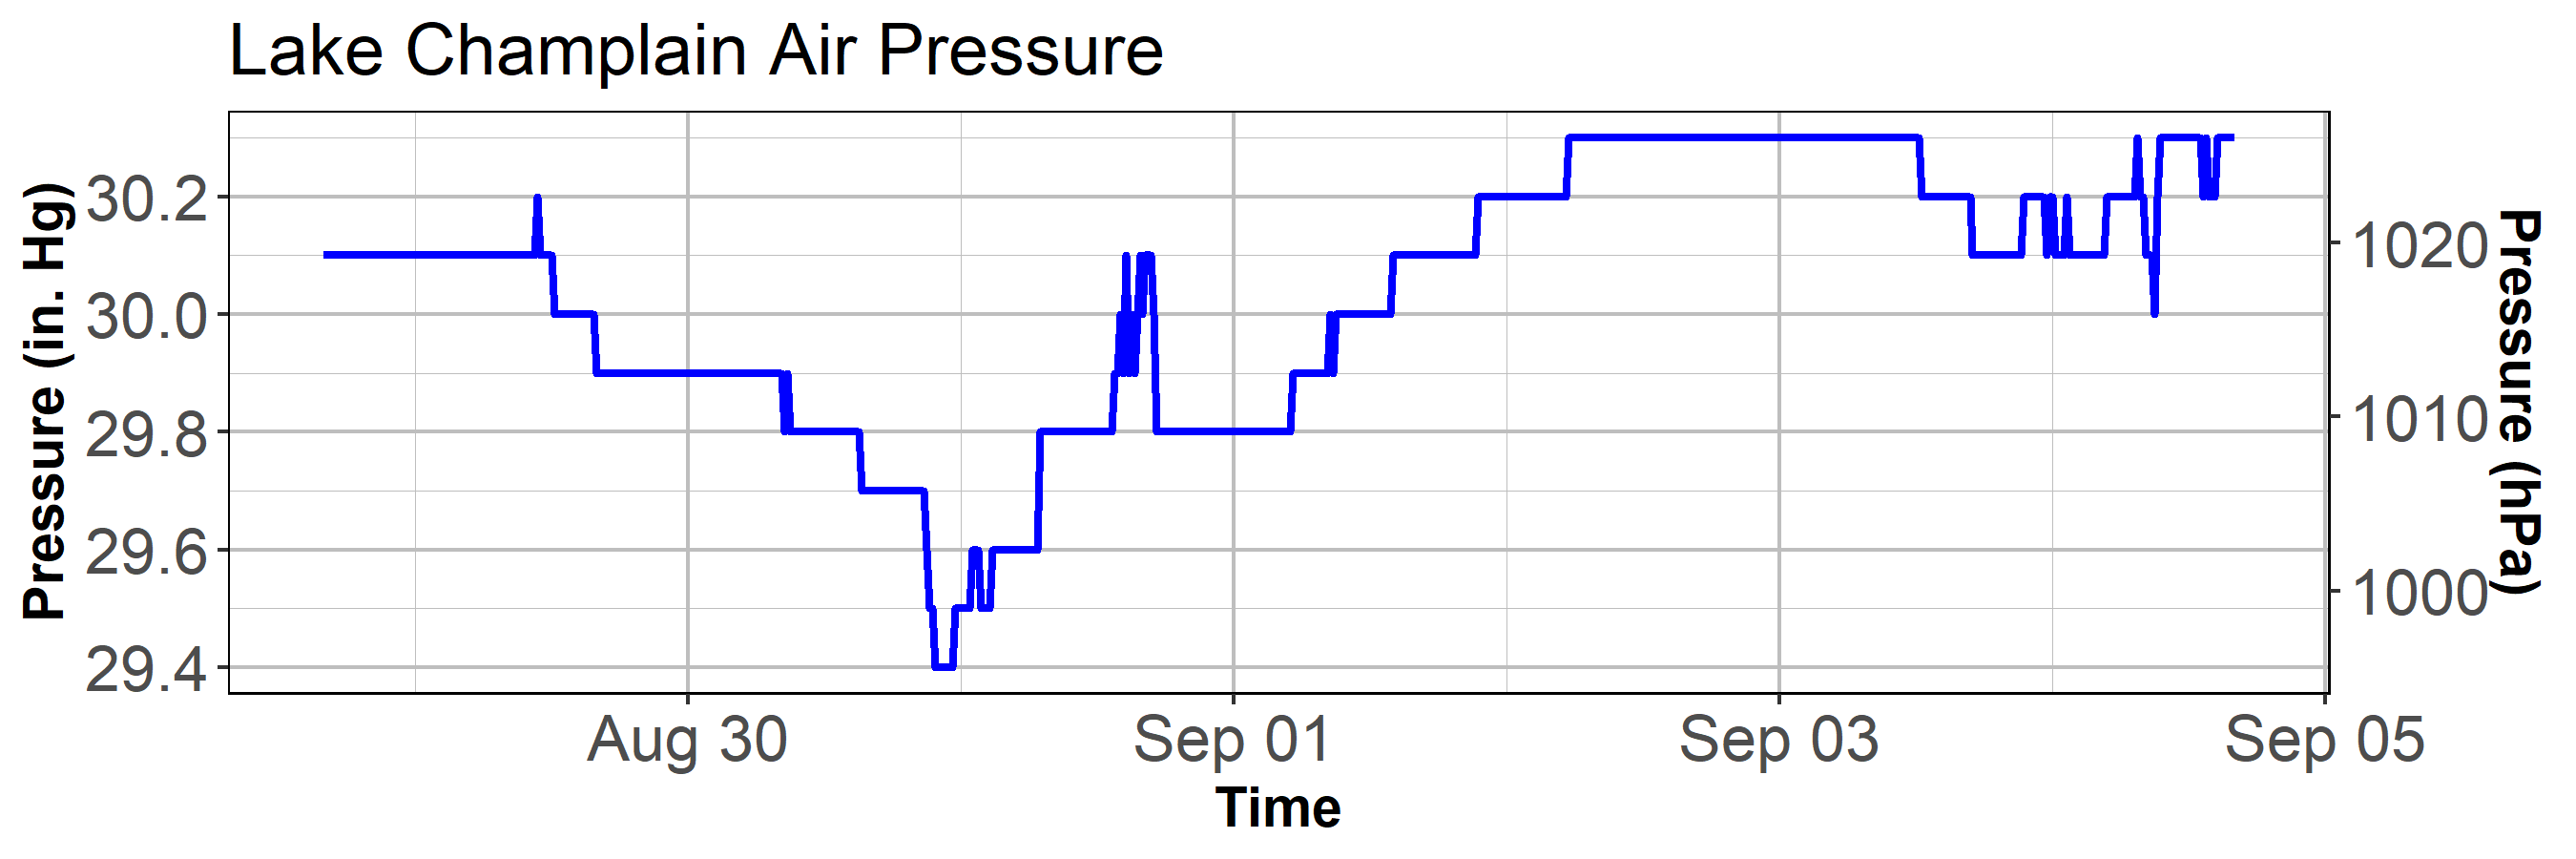 Lake Champlain Air Pressure
Pressure (in. Hg)
30.2
30.0
29.8
29.6
29.4
1020
1010
1000
Pressure (hPa)
Aug 30
Sep 01
Sep 03
Sep 05
Time